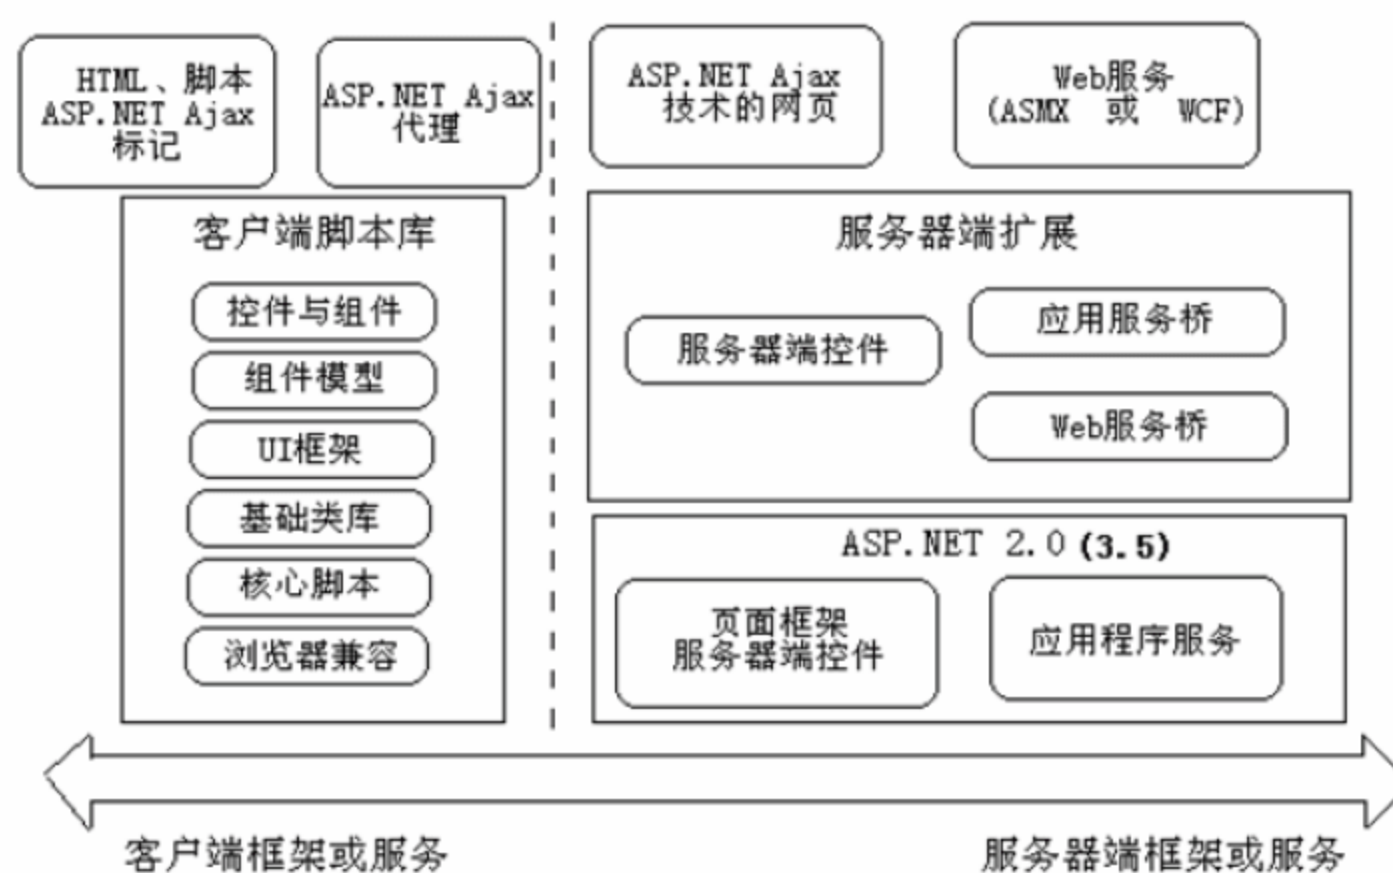 HTML、脚本
ASP.NET Ajax
标记
ASP.NET Ajax
代理
ASP.NET Ajax
技术的网页
Web服务
(ASMX 或 WCF)
客户端脚本库
控件与组件
组件模型
UI框架
基础类库
核心脚本
浏览器兼容
服务器端扩展
服务器端控件
应用服务桥
Web服务桥
ASP.NET 2.0 (3.5)
页面框架
服务器端控件
应用程序服务
客户端框架或服务
服务器端框架或服务